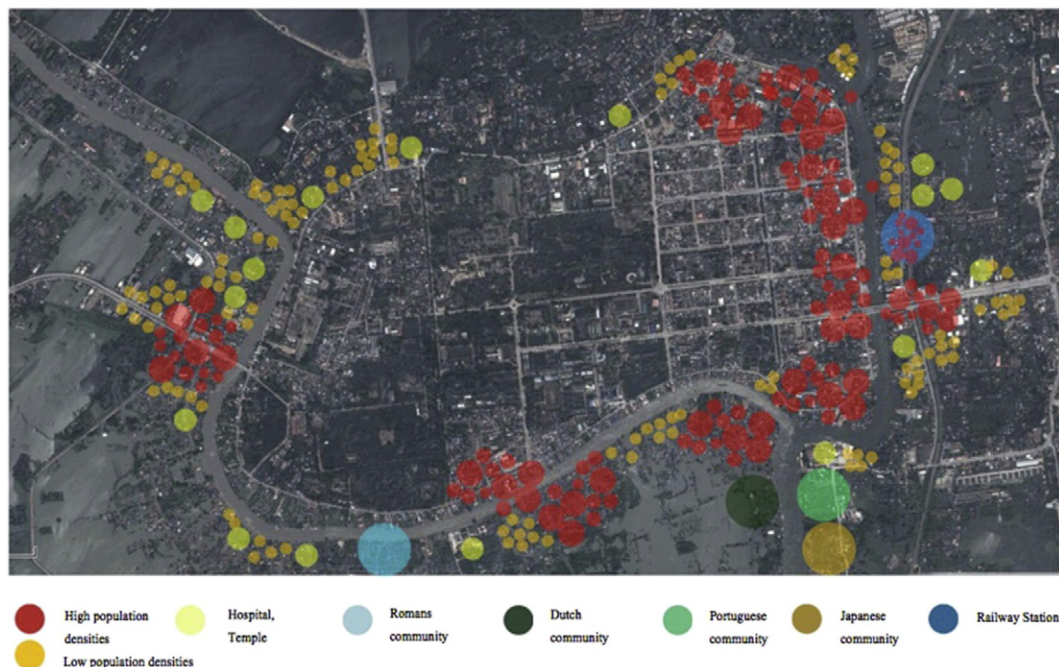 High population
densities
Hospital,
Temple
Romans
community
Dutch
community
Portuguese
community
Japanese
community
Railway Station
Low population densities